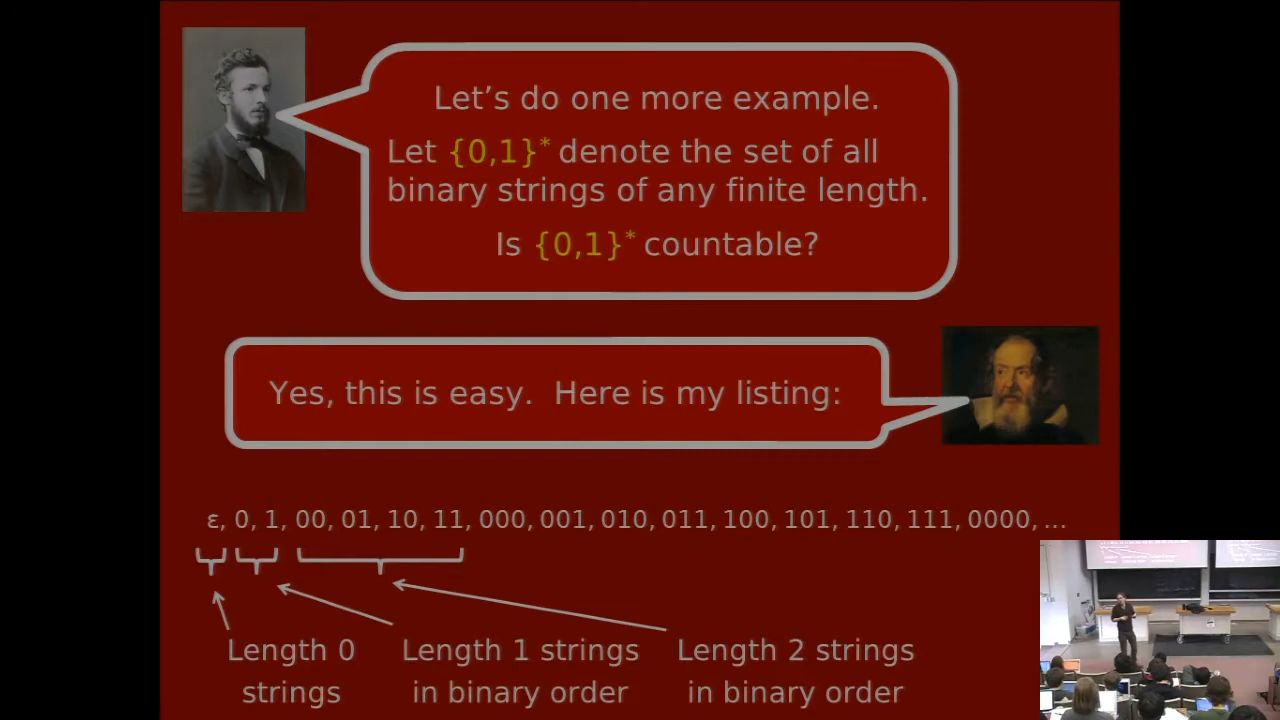 Let's do one more example.
Let {0,1}* denote the set of all
binary strings of any finite length.
Is {0,1}* countable?
Yes, this is easy.  Here is my listing:
ε, 0, 1, 00, 01, 10, 11, 000, 001, 010, 011, 100, 101, 110, 111, 0000, ...
Length 0
strings
Length 1 strings
in binary order
Length 2 strings
in binary order